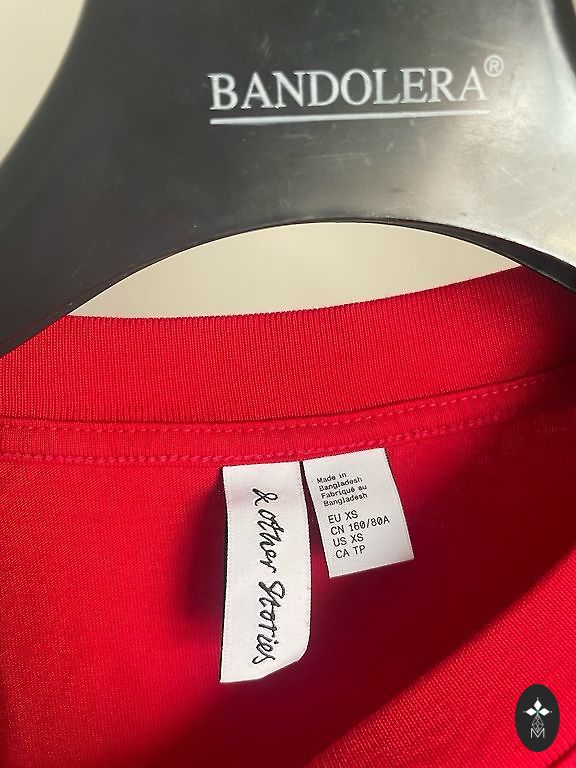 BANDOLERA®
& other Stories
Made in
Bangladesh
Fabriqué au
Bangladesh
EU XS
CN 160/80A
US XS
CA TP
M